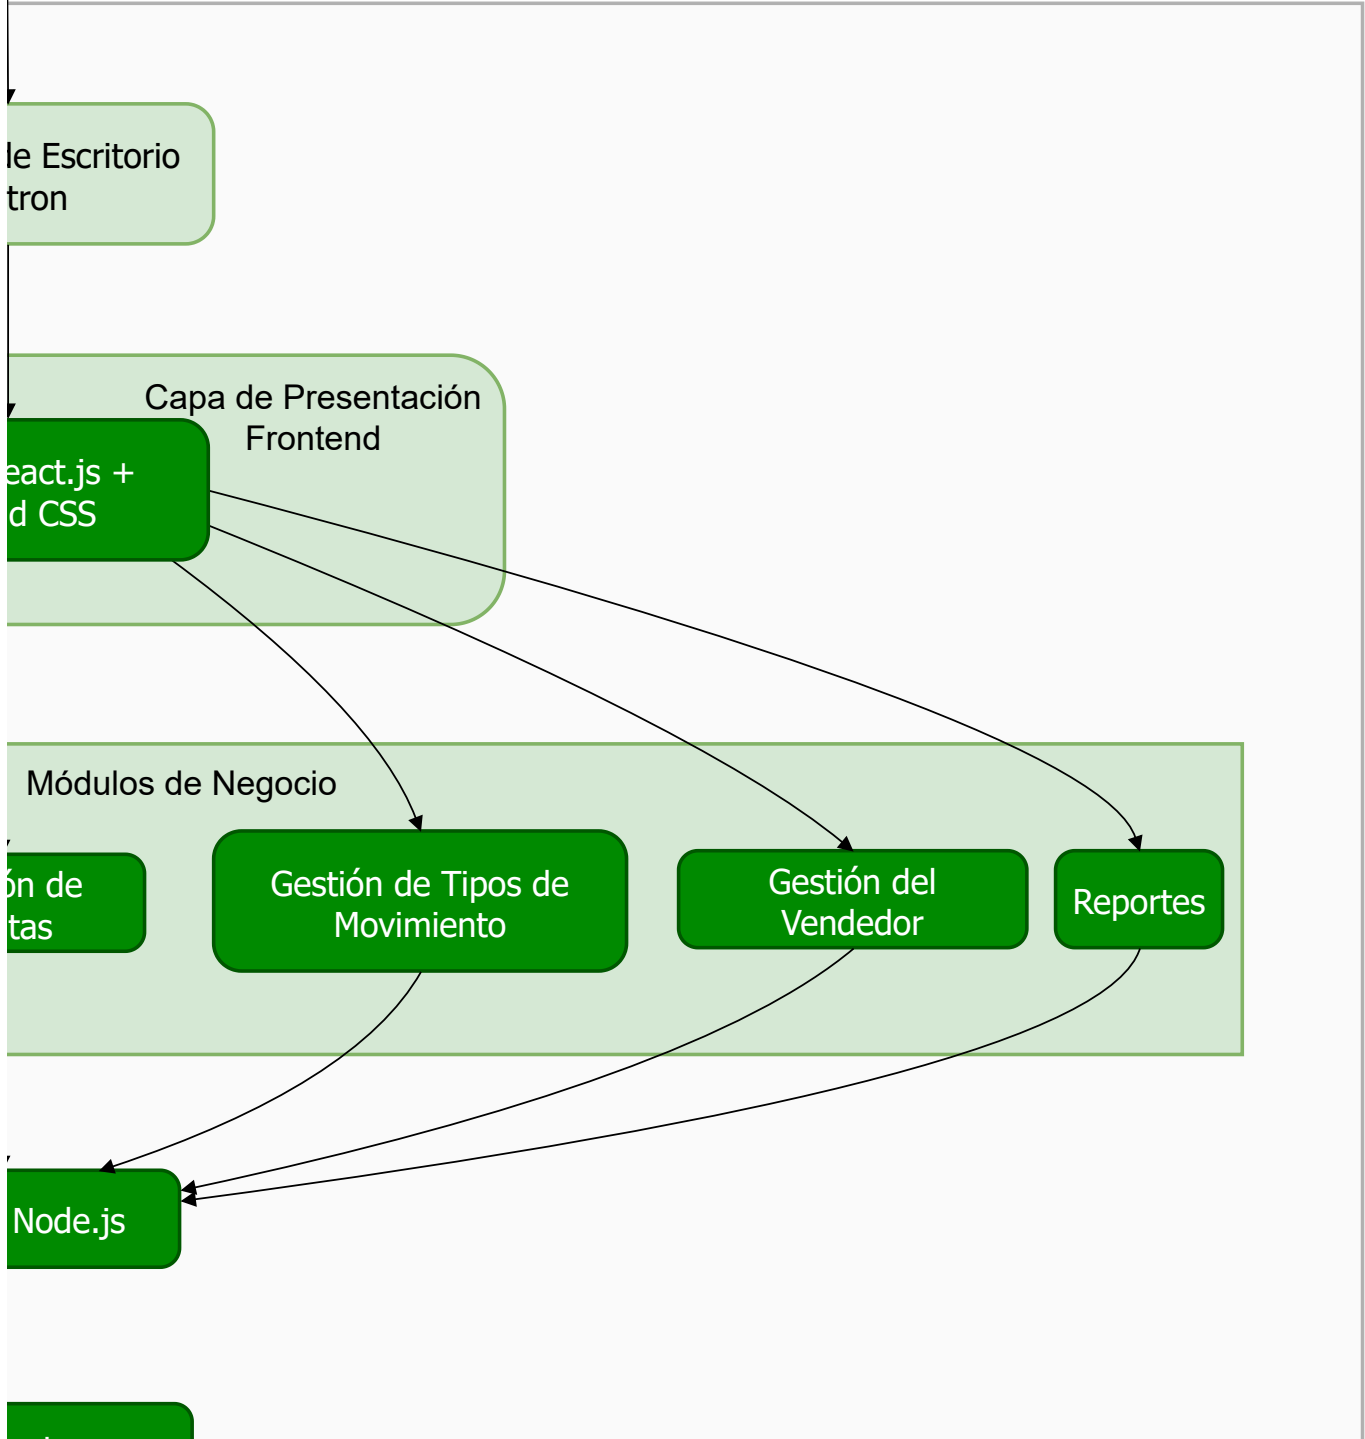 de Escritorio
tron
Capa de Presentación
Frontend
eact.js +
d CSS
Módulos de Negocio
ón de
tas
Gestión de Tipos de
Movimiento
Gestión del
Vendedor
Reportes
Node.js